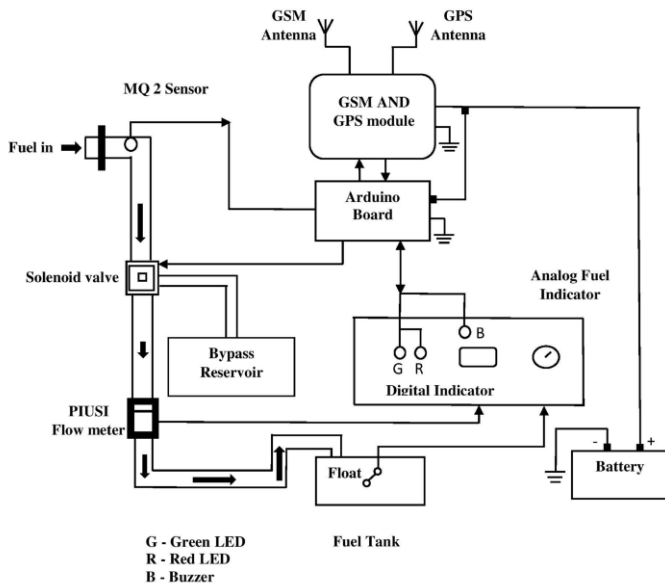 GSM
Antenna
GPS
Antenna
MQ 2 Sensor
GSM AND
GPS module
Fuel in
Arduino
Board
Solenoid valve
Analog Fuel
Indicator
B
Bypass
Reservoir
G R
Digital Indicator
PIUSI
Flow meter
- +
Battery
Float
Fuel Tank
G - Green LED
R - Red LED
B - Buzzer